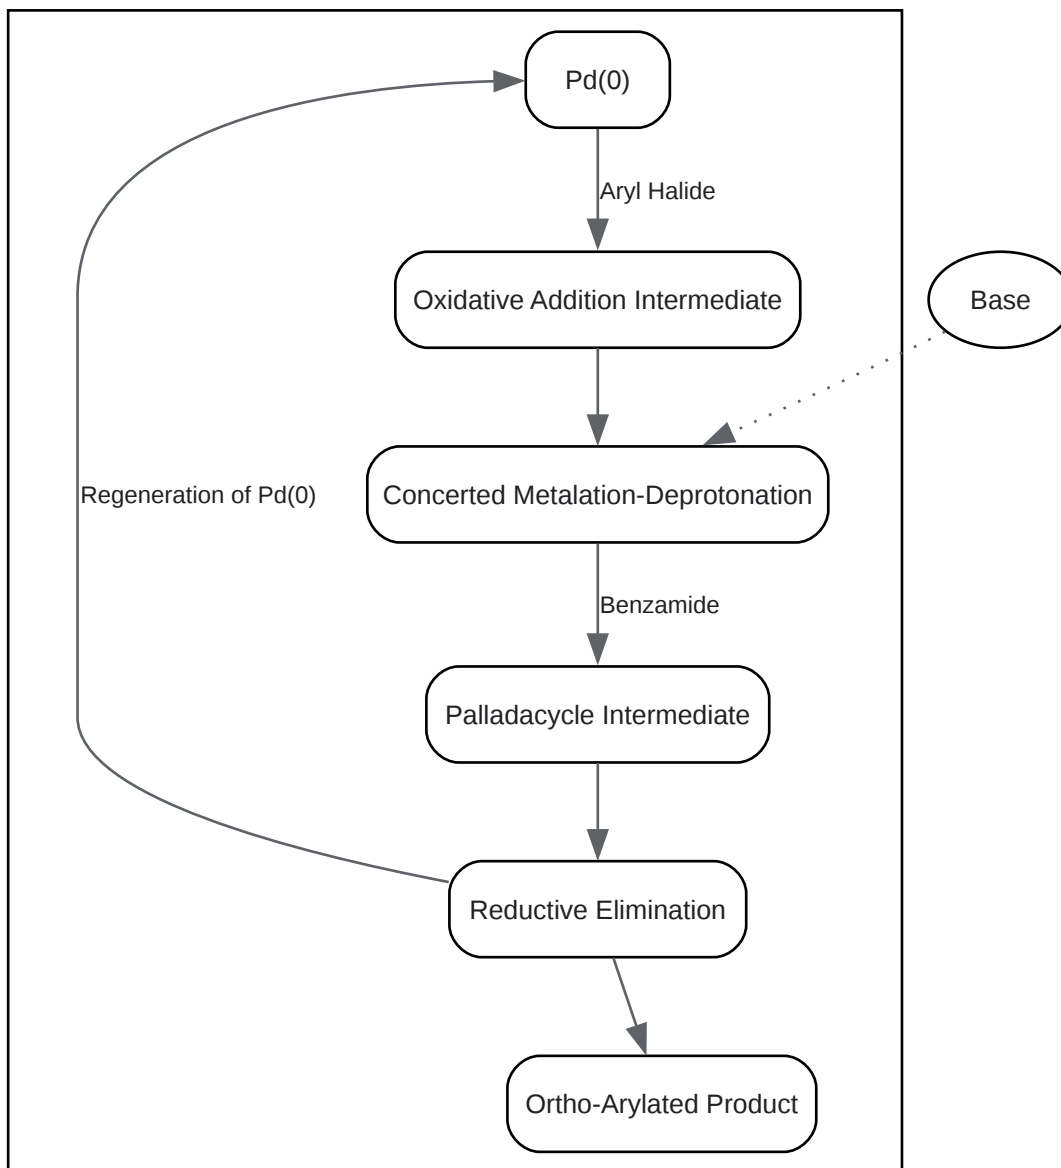 Pd(0)
Aryl Halide
Oxidative Addition Intermediate
Base
Concerted Metalation-Deprotonation
Regeneration of Pd(0)
Benzamide
Palladacycle Intermediate
Reductive Elimination
Ortho-Arylated Product